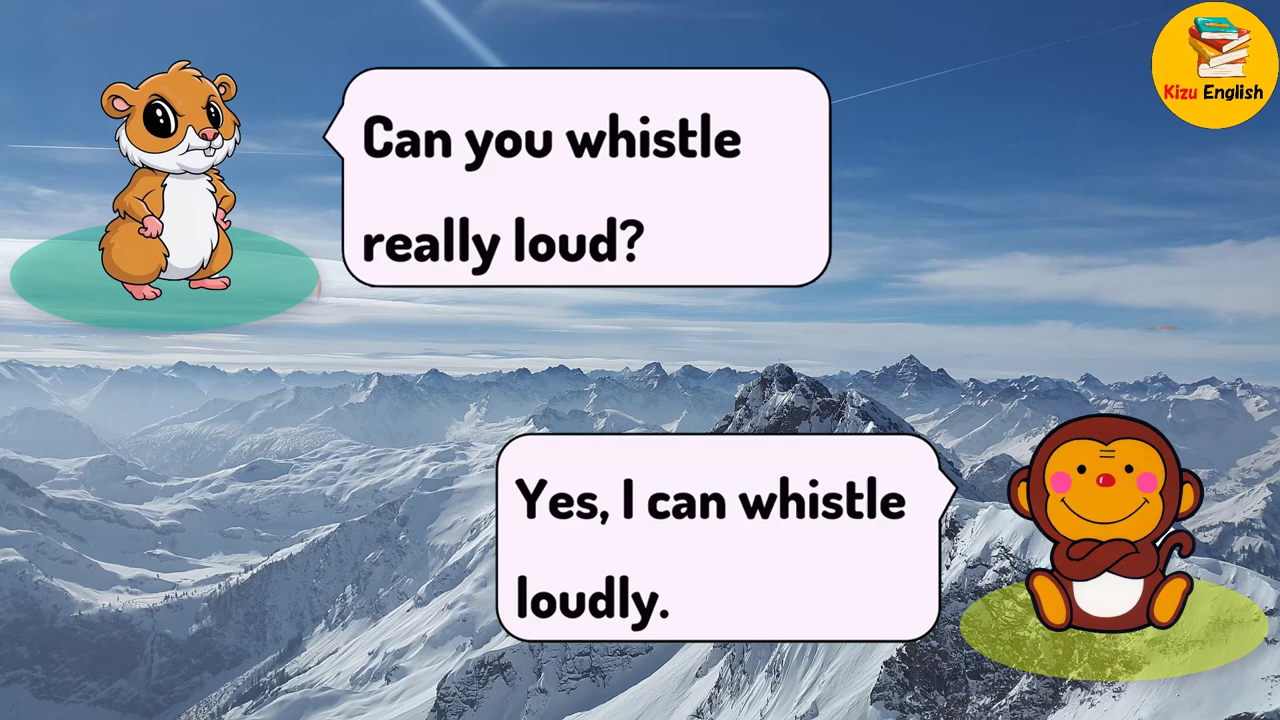 Kizu English
Can you whistle
really loud?
Yes, I can whistle
loudly.